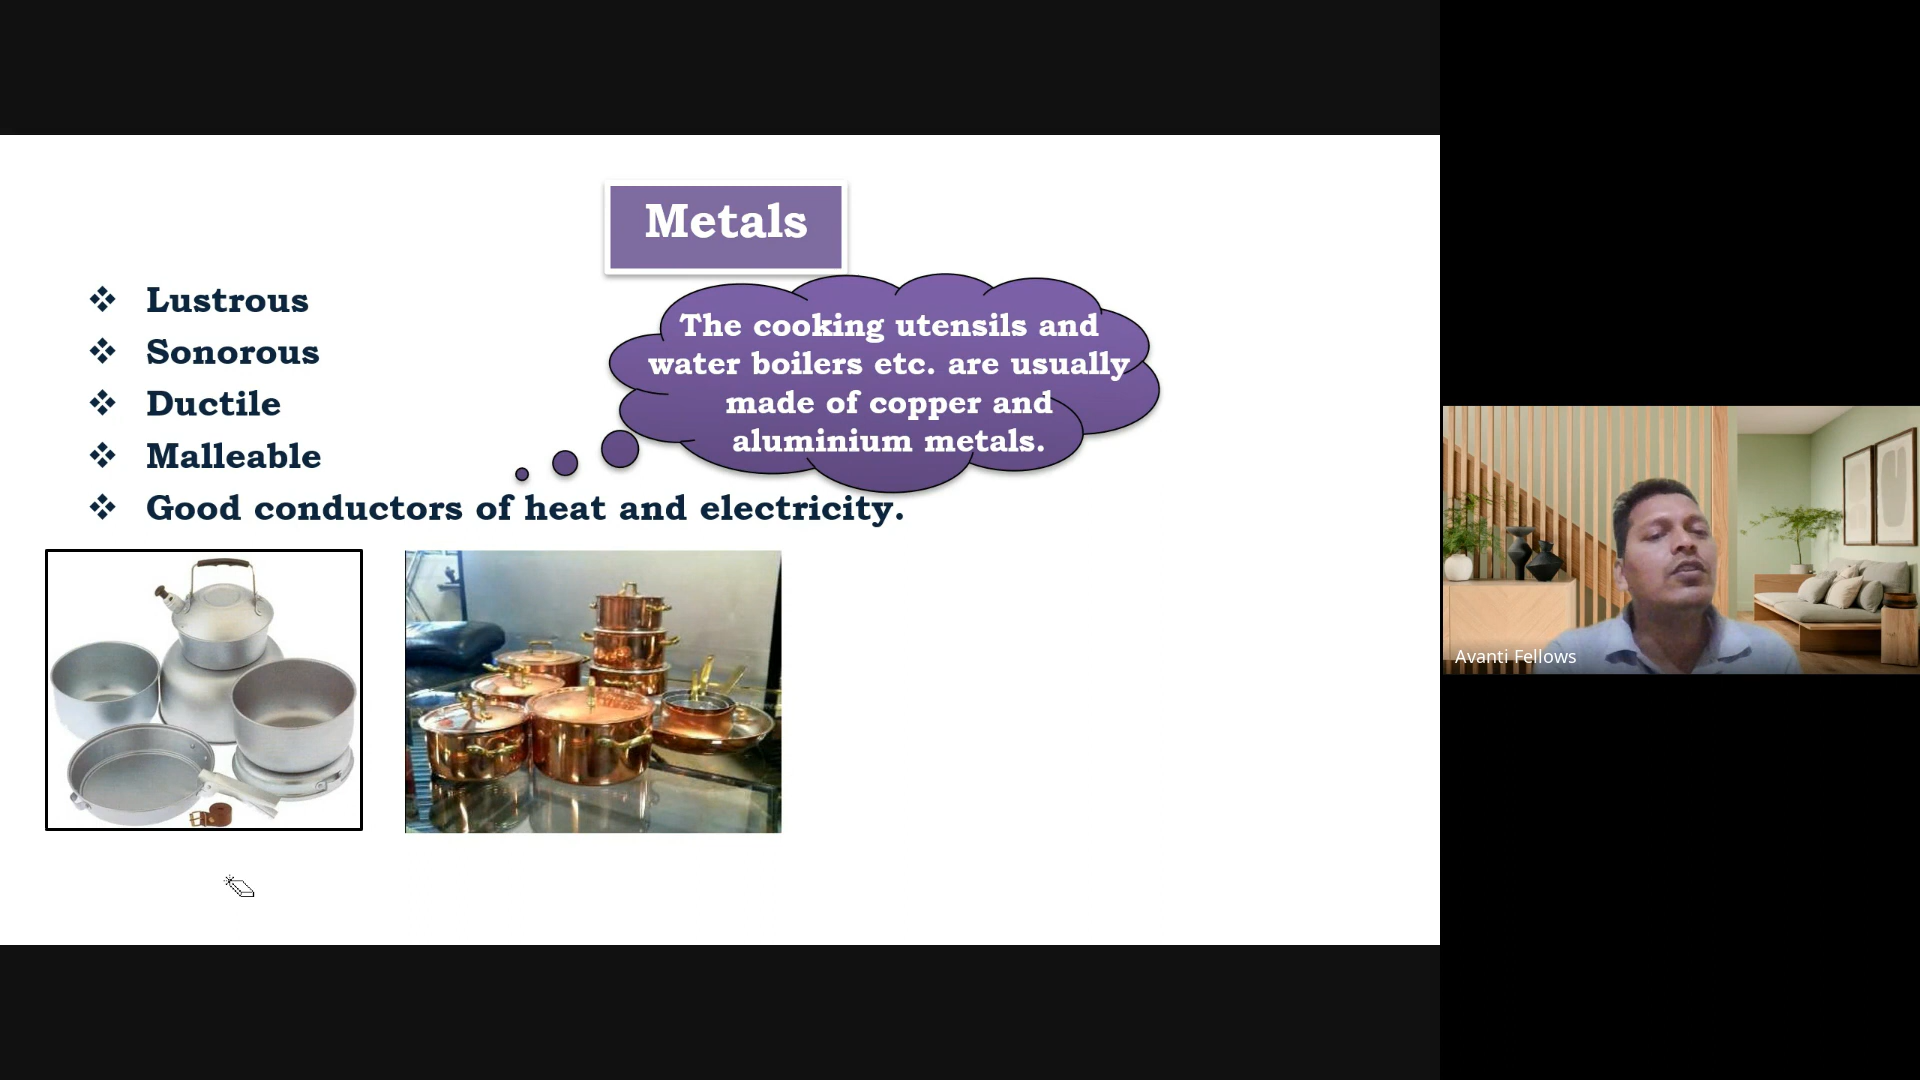 Metals
❖ Lustrous
❖ Sonorous
❖ Ductile
❖ Malleable
❖ Good conductors of heat and electricity.
The cooking utensils and
water boilers etc. are usually
made of copper and
aluminium metals.
Avanti Fellows